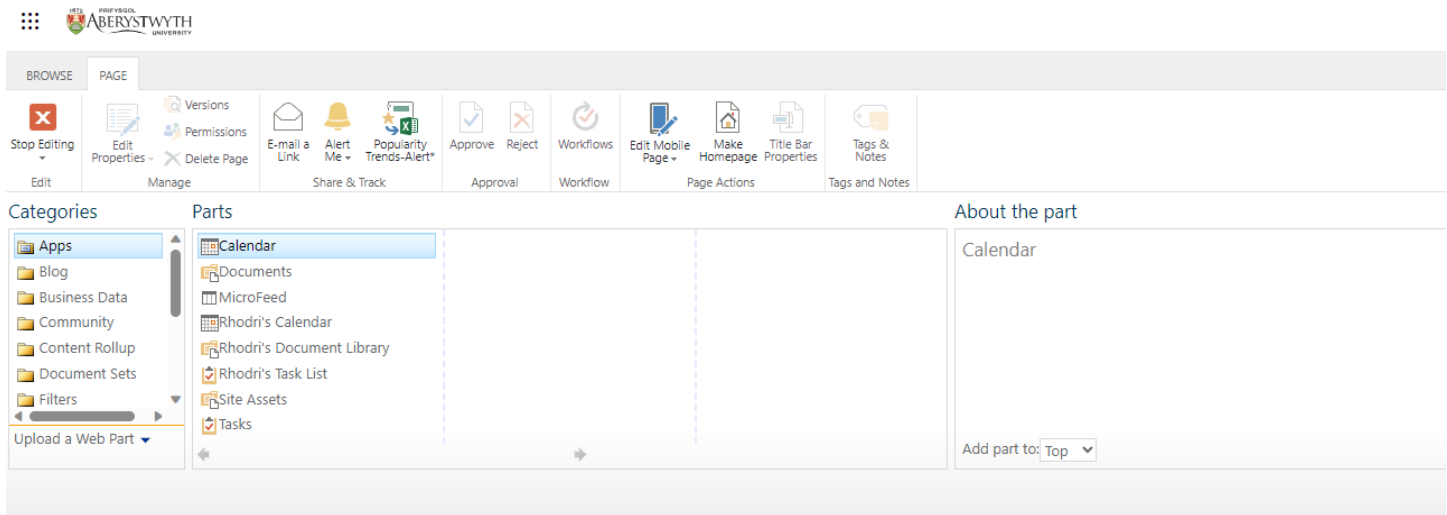 1872
PRIFYSGOL
ABERYSTWYTH
UNIVERSITY
BROWSE PAGE
Stop Editing
Edit
Edit Properties
Versions
Permissions
Delete Page
Manage
E-mail a Link
Alert Me
Popularity Trends-Alert*
Share & Track
Approve
Reject
Approval
Workflows
Workflow
Edit Mobile Page
Make Homepage
Title Bar Properties
Page Actions
Tags & Notes
Tags and Notes
Categories
Apps
Blog
Business Data
Community
Content Rollup
Document Sets
Filters
Upload a Web Part
Parts
Calendar
Documents
MicroFeed
Rhodri's Calendar
Rhodri's Document Library
Rhodri's Task List
Site Assets
Tasks
About the part
Calendar
Add part to: Top